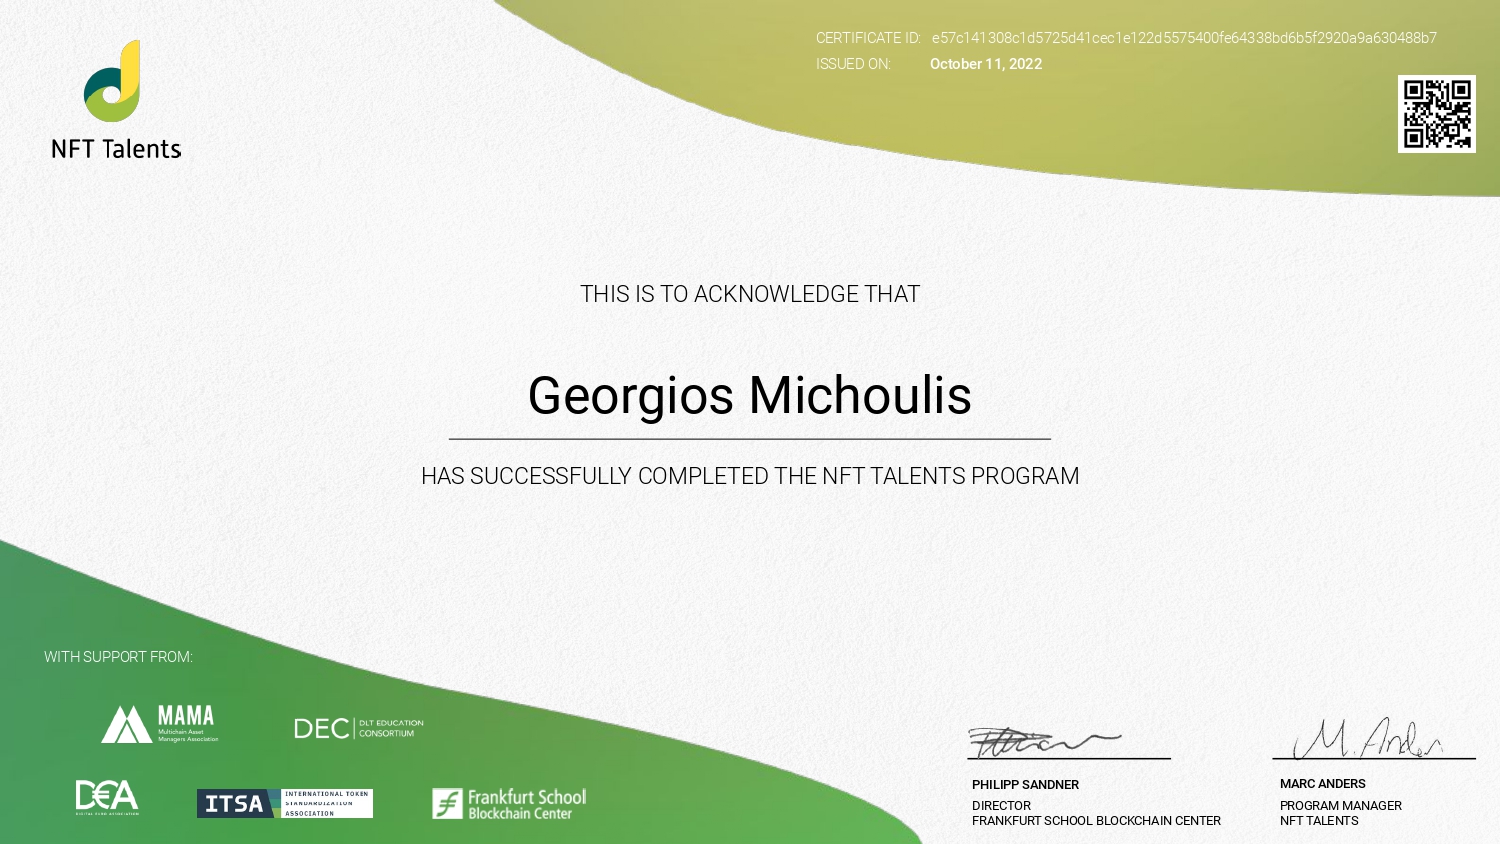 NFT Talents
CERTIFICATE ID: e57c141308c1d5725d41cec1e122d5575400fe64338bd6b5f2920a9a630488b7
ISSUED ON: October 11, 2022
THIS IS TO ACKNOWLEDGE THAT
Georgios Michoulis
HAS SUCCESSFULLY COMPLETED THE NFT TALENTS PROGRAM
WITH SUPPORT FROM:
MAMA
Multichain Asset
Managers Association
DEC
DLT EDUCATION
CONSORTIUM
D€A
DIGITAL EURO ASSOCIATION
ITSA
INTERNATIONAL TOKEN
STANDARDIZATION
ASSOCIATION
Frankfurt School
Blockchain Center
M. Anders
PHILIPP SANDNER
DIRECTOR
FRANKFURT SCHOOL BLOCKCHAIN CENTER
MARC ANDERS
PROGRAM MANAGER
NFT TALENTS